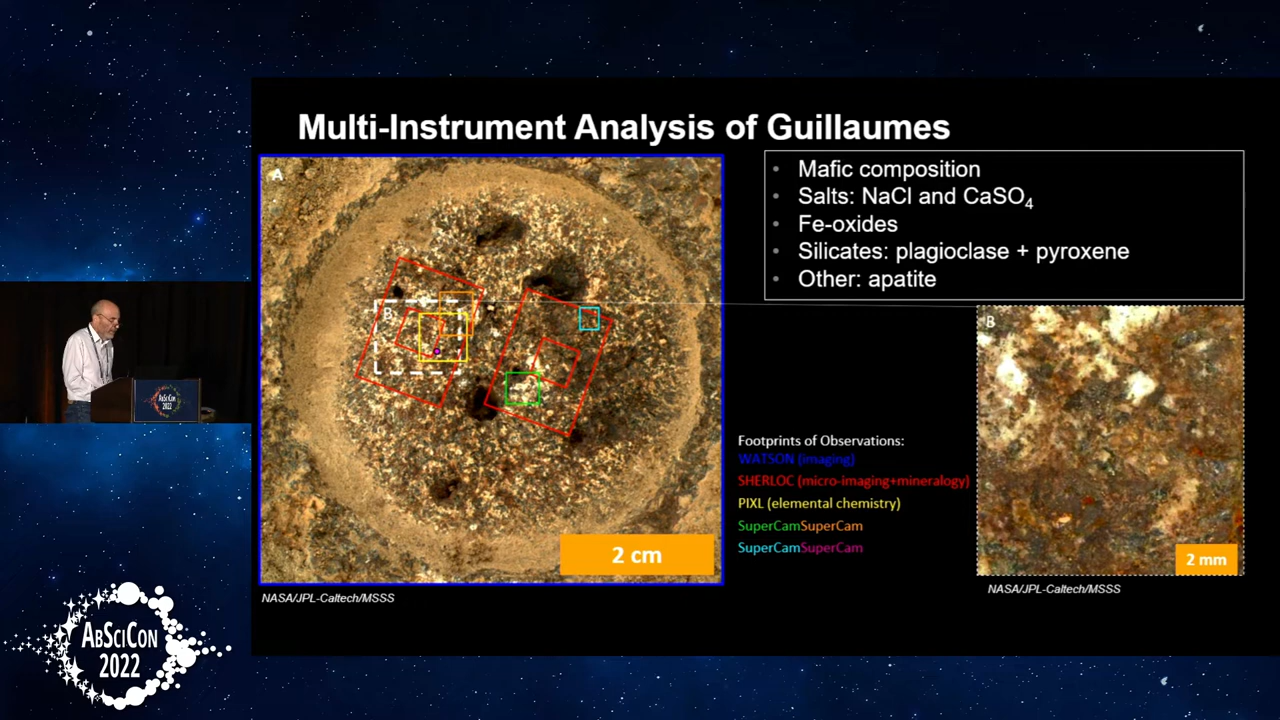 Multi-Instrument Analysis of Guillaumes
A
B
2 cm
NASA/JPL-Caltech/MSSS
• Mafic composition
• Salts: NaCl and CaSO4
• Fe-oxides
• Silicates: plagioclase + pyroxene
• Other: apatite
Footprints of Observations:
WATSON (imaging)
SHERLOC (micro-imaging+mineralogy)
PIXL (elemental chemistry)
SuperCamSuperCam
SuperCamSuperCam
B
2 mm
NASA/JPL-Caltech/MSSS
AbSciCon
2022
AbSciCon
2022